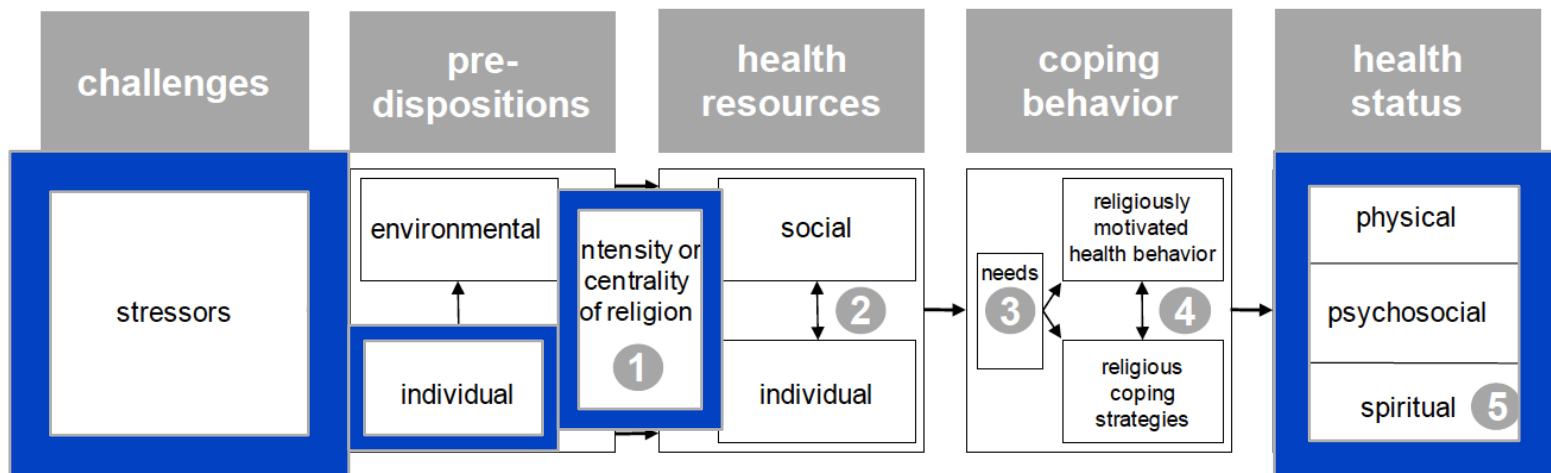 challenges
pre-
dispositions
health
resources
coping
behavior
health
status
stressors
environmental
individual
ntensity or
centrality
of religion
1
social
2
individual
needs
3
religiously
motivated
health behavior
4
religious
coping
strategies
physical
psychosocial
spiritual 5